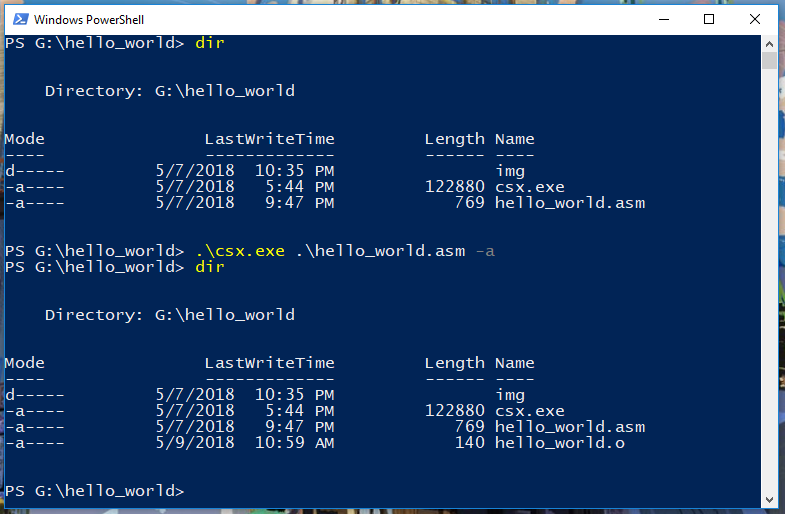 Windows PowerShell
PS G:\hello_world> dir
Directory: G:\hello_world
Mode LastWriteTime Length Name
---- ------------- ------ ----
d----- 5/7/2018 10:35 PM img
-a---- 5/7/2018 5:44 PM 122880 csx.exe
-a---- 5/7/2018 9:47 PM 769 hello_world.asm
PS G:\hello_world> .\csx.exe .\hello_world.asm -a
PS G:\hello_world> dir
Directory: G:\hello_world
Mode LastWriteTime Length Name
---- ------------- ------ ----
d----- 5/7/2018 10:35 PM img
-a---- 5/7/2018 5:44 PM 122880 csx.exe
-a---- 5/7/2018 9:47 PM 769 hello_world.asm
-a---- 5/9/2018 10:59 AM 140 hello_world.o
PS G:\hello_world>